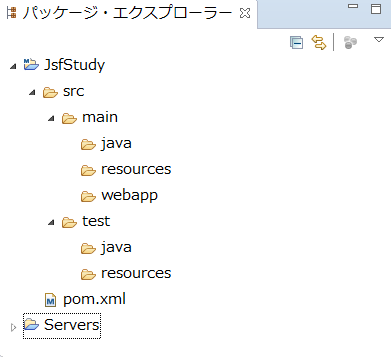 パッケージ・エクスプローラー
JsfStudy
src
main
java
resources
webapp
test
java
resources
pom.xml
Servers